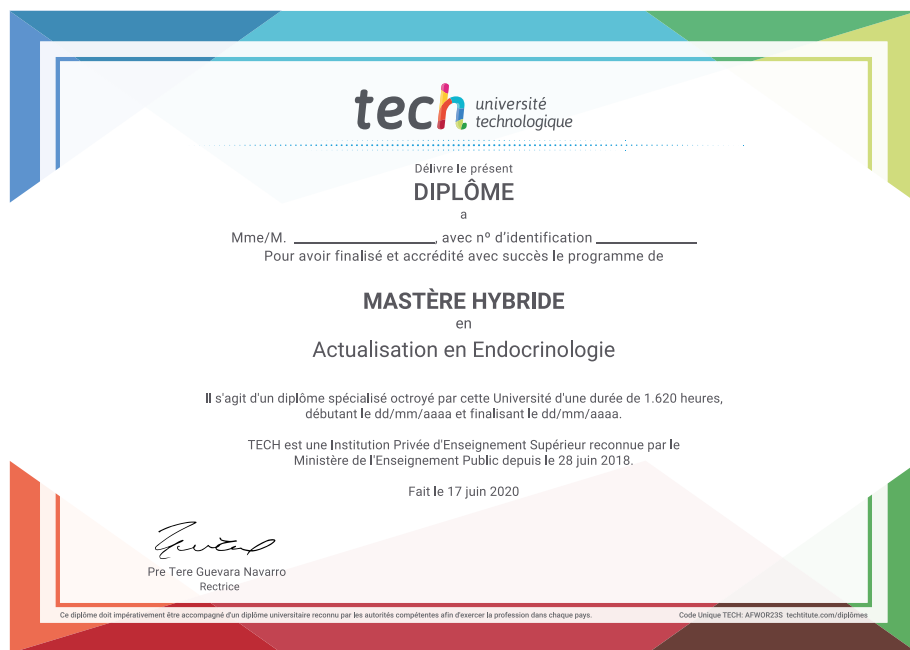 tech université
technologique
Délivre le présent
DIPLÔME
a
Mme/M. ____________, avec nº d'identification ____________
Pour avoir finalisé et accrédité avec succès le programme de
MASTÈRE HYBRIDE
en
Actualisation en Endocrinologie
Il s'agit d'un diplôme spécialisé octroyé par cette Université d'une durée de 1.620 heures,
débutant le dd/mm/aaaa et finalisant le dd/mm/aaaa.
TECH est une Institution Privée d'Enseignement Supérieur reconnue par le
Ministère de l'Enseignement Public depuis le 28 juin 2018.
Fait le 17 juin 2020
Pre Tere Guevara Navarro
Rectrice
Ce diplôme doit impérativement être accompagné d'un diplôme universitaire reconnu par les autorités compétentes afin d'exercer la profession dans chaque pays. Code Unique TECH: AFWOR23S techtitute.com/diplômes